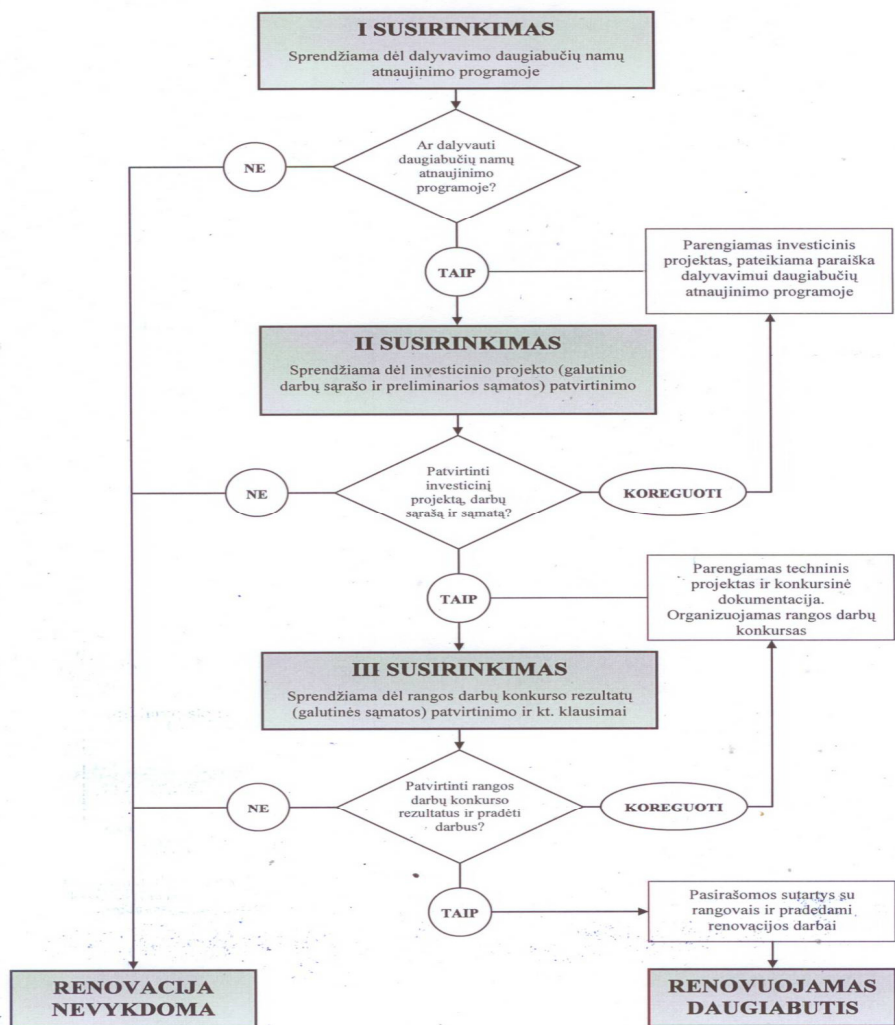 I SUSIRINKIMAS
Sprendžiama dėl dalyvavimo daugiabučių namų
atnaujinimo programoje
Ar dalyvauti
daugiabučių namų
atnaujinimo
programoje?
NE
TAIP
Parengiamas investicinis
projektas, pateikiama paraiška
dalyvavimui daugiabučių
atnaujinimo programoje
II SUSIRINKIMAS
Sprendžiama dėl investicinio projekto (galutinio
darbų sąrašo ir preliminarios sąmatos) patvirtinimo
Patvirtinti
investicinį
projektą, darbų
sąrašą ir sąmatą?
NE
KOREGUOTI
TAIP
Parengiamas techninis
projektas ir konkursinė
dokumentacija.
Organizuojamas rangos darbų
konkursas
III SUSIRINKIMAS
Sprendžiama dėl rangos darbų konkurso rezultatų
(galutinės sąmatos) patvirtinimo ir kt. klausimai
Patvirtinti rangos
darbų konkurso
rezultatus ir pradėti
darbus?
NE
KOREGUOTI
TAIP
Pasirašomos sutartys su
rangovais ir pradedami
renovacijos darbai
RENOVACIJA
NEVYKDOMA
RENOVUOJAMAS
DAUGIABUTIS